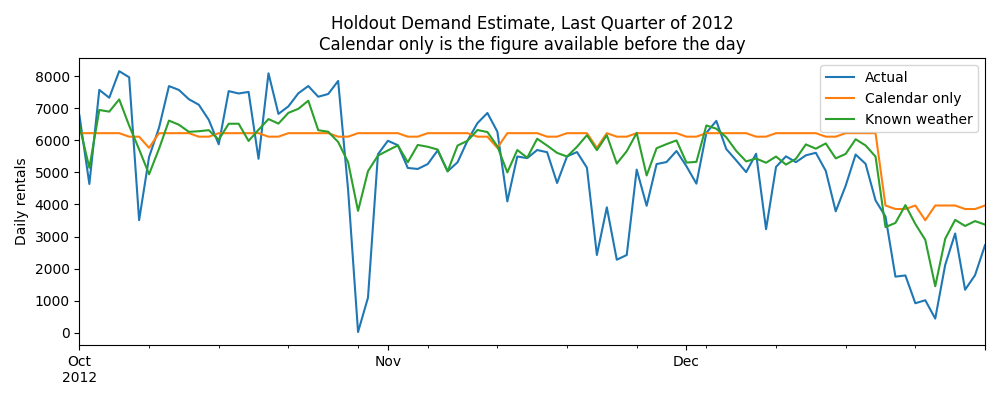 Holdout Demand Estimate, Last Quarter of 2012
Calendar only is the figure available before the day
Actual
Calendar only
Known weather
Daily rentals
8000
7000
6000
5000
4000
3000
2000
1000
0
Oct
2012
Nov
Dec